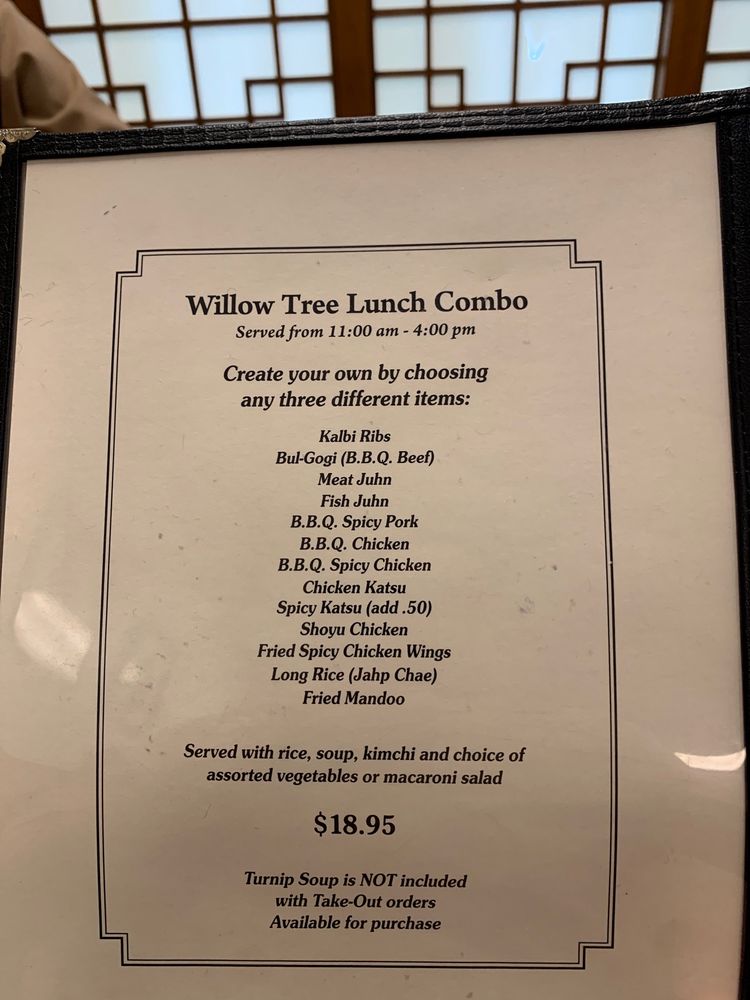 Willow Tree Lunch Combo
Served from 11:00 am - 4:00 pm
Create your own by choosing
any three different items:
Kalbi Ribs
Bul-Gogi (B.B.Q. Beef)
Meat Juhn
Fish Juhn
B.B.Q. Spicy Pork
B.B.Q. Chicken
B.B.Q. Spicy Chicken
Chicken Katsu
Spicy Katsu (add .50)
Shoyu Chicken
Fried Spicy Chicken Wings
Long Rice (Jahp Chae)
Fried Mandoo
Served with rice, soup, kimchi and choice of
assorted vegetables or macaroni salad
$18.95
Turnip Soup is NOT included
with Take-Out orders
Available for purchase